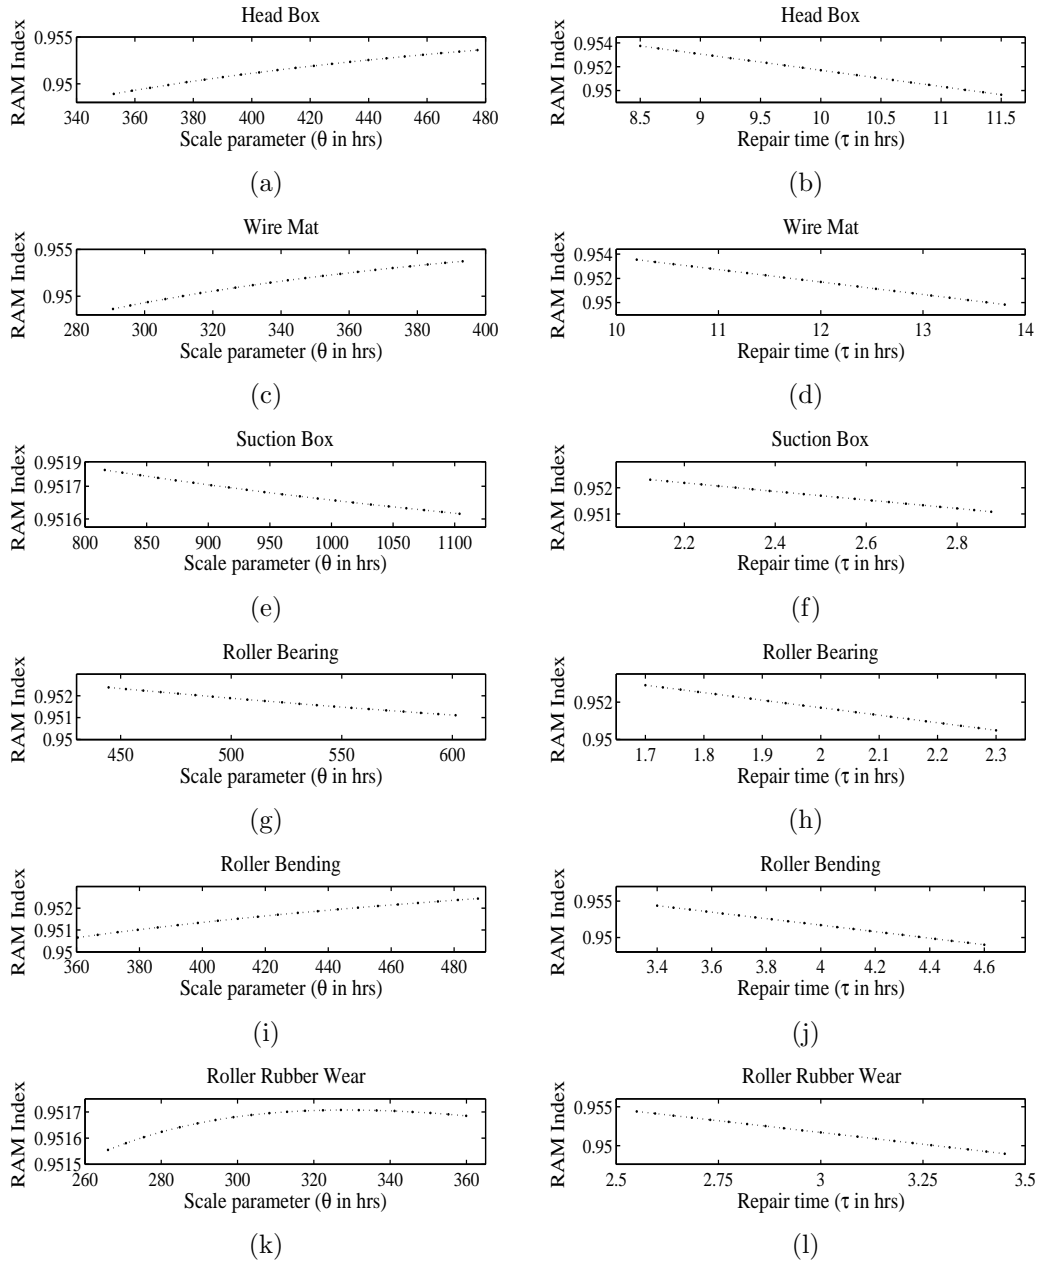 Head Box
RAM Index
0.955
0.95
340 360 380 400 420 440 460 480
Scale parameter (θ in hrs)
(a)
Head Box
RAM Index
0.954
0.952
0.95
8.5 9 9.5 10 10.5 11 11.5
Repair time (τ in hrs)
(b)
Wire Mat
RAM Index
0.955
0.95
280 300 320 340 360 380 400
Scale parameter (θ in hrs)
(c)
Wire Mat
RAM Index
0.954
0.952
0.95
10 11 12 13 14
Repair time (τ in hrs)
(d)
Suction Box
RAM Index
0.9519
0.9517
0.9516
800 850 900 950 1000 1050 1100
Scale parameter (θ in hrs)
(e)
Suction Box
RAM Index
0.952
0.951
2.2 2.4 2.6 2.8
Repair time (τ in hrs)
(f)
Roller Bearing
RAM Index
0.952
0.951
0.95
450 500 550 600
Scale parameter (θ in hrs)
(g)
Roller Bearing
RAM Index
0.952
0.95
1.7 1.8 1.9 2 2.1 2.2 2.3
Repair time (τ in hrs)
(h)
Roller Bending
RAM Index
0.952
0.951
0.95
360 380 400 420 440 460 480
Scale parameter (θ in hrs)
(i)
Roller Bending
RAM Index
0.955
0.95
3.4 3.6 3.8 4 4.2 4.4 4.6
Repair time (τ in hrs)
(j)
Roller Rubber Wear
RAM Index
0.9517
0.9516
0.9515
260 280 300 320 340 360
Scale parameter (θ in hrs)
(k)
Roller Rubber Wear
RAM Index
0.955
0.95
2.5 2.75 3 3.25 3.5
Repair time (τ in hrs)
(l)